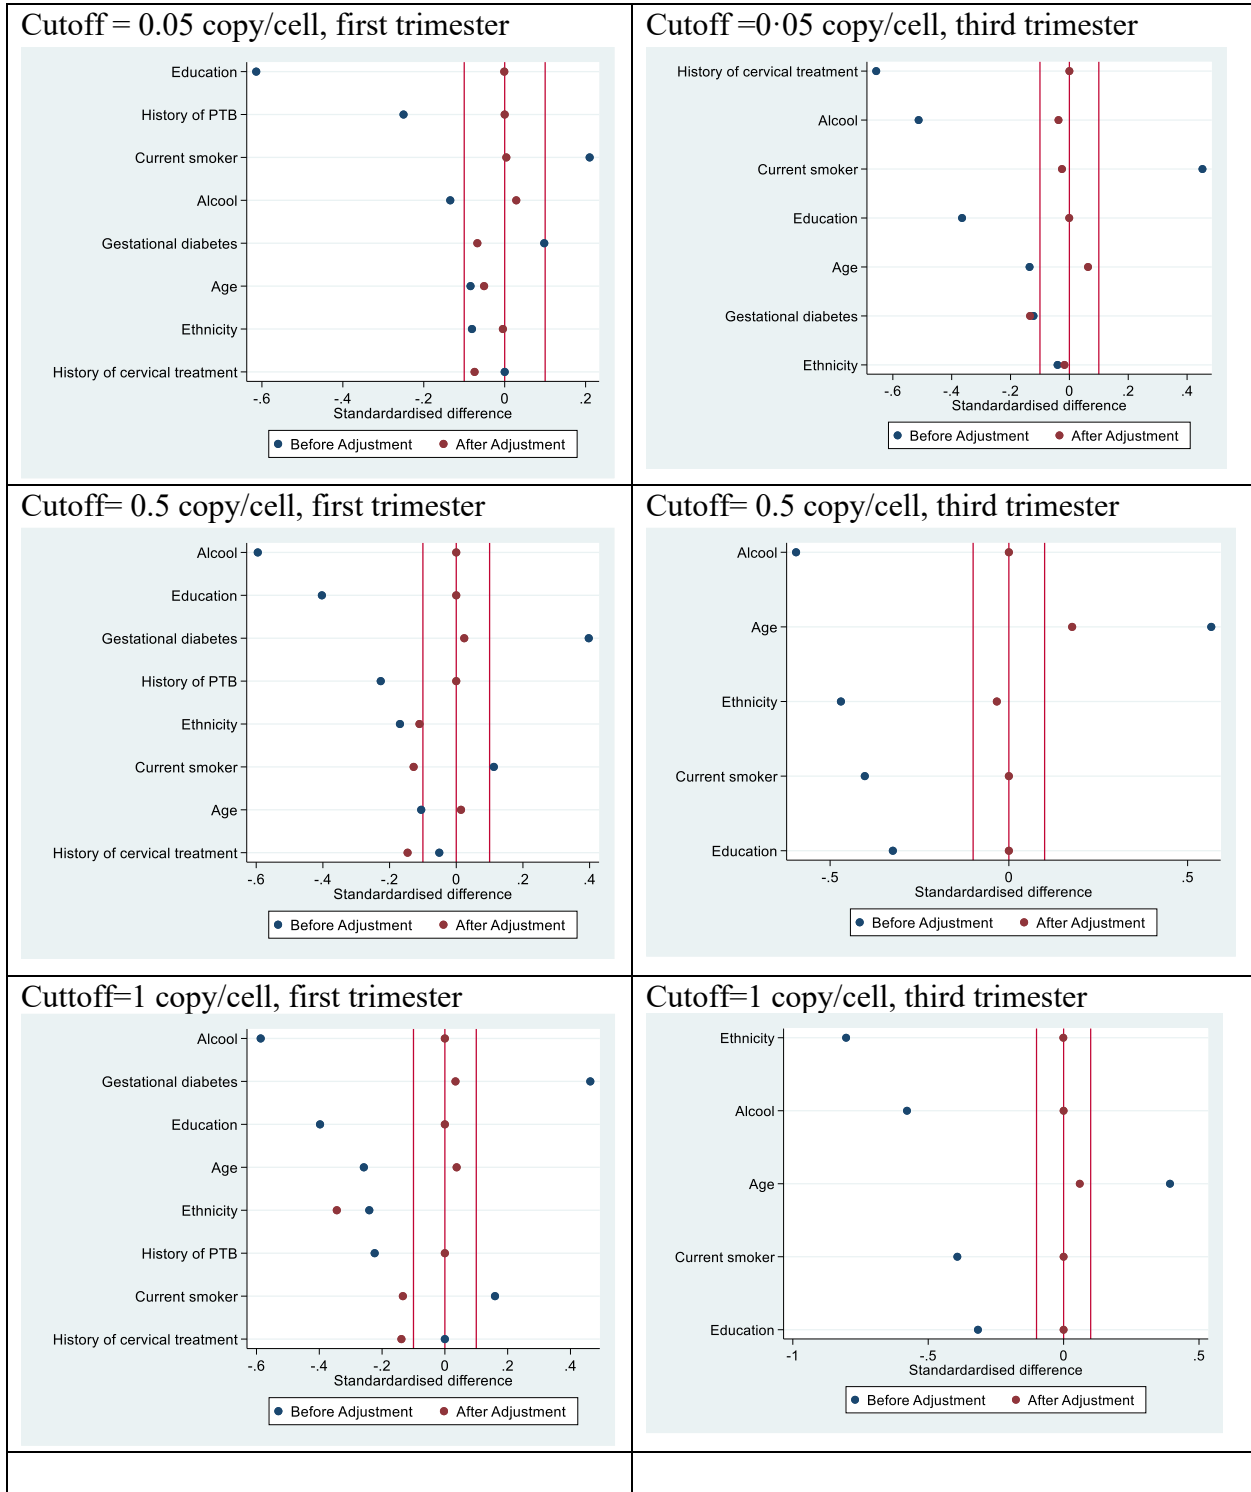 Cutoff = 0.05 copy/cell, first trimester
Education
History of PTB
Current smoker
Alcool
Gestational diabetes
Age
Ethnicity
History of cervical treatment
-.6 -.4 -.2 0 .2
Standardardised difference
Before Adjustment After Adjustment
Cutoff =0·05 copy/cell, third trimester
History of cervical treatment
Alcool
Current smoker
Education
Age
Gestational diabetes
Ethnicity
-.6 -.4 -.2 0 .2 .4
Standardardised difference
Before Adjustment After Adjustment
Cutoff= 0.5 copy/cell, first trimester
Alcool
Education
Gestational diabetes
History of PTB
Ethnicity
Current smoker
Age
History of cervical treatment
-.6 -.4 -.2 0 .2 .4
Standardardised difference
Before Adjustment After Adjustment
Cutoff= 0.5 copy/cell, third trimester
Alcool
Age
Ethnicity
Current smoker
Education
-.5 0 .5
Standardardised difference
Before Adjustment After Adjustment
Cuttoff=1 copy/cell, first trimester
Alcool
Gestational diabetes
Education
Age
Ethnicity
History of PTB
Current smoker
History of cervical treatment
-.6 -.4 -.2 0 .2 .4
Standardardised difference
Before Adjustment After Adjustment
Cutoff=1 copy/cell, third trimester
Ethnicity
Alcool
Age
Current smoker
Education
-1 -.5 0 .5
Standardardised difference
Before Adjustment After Adjustment